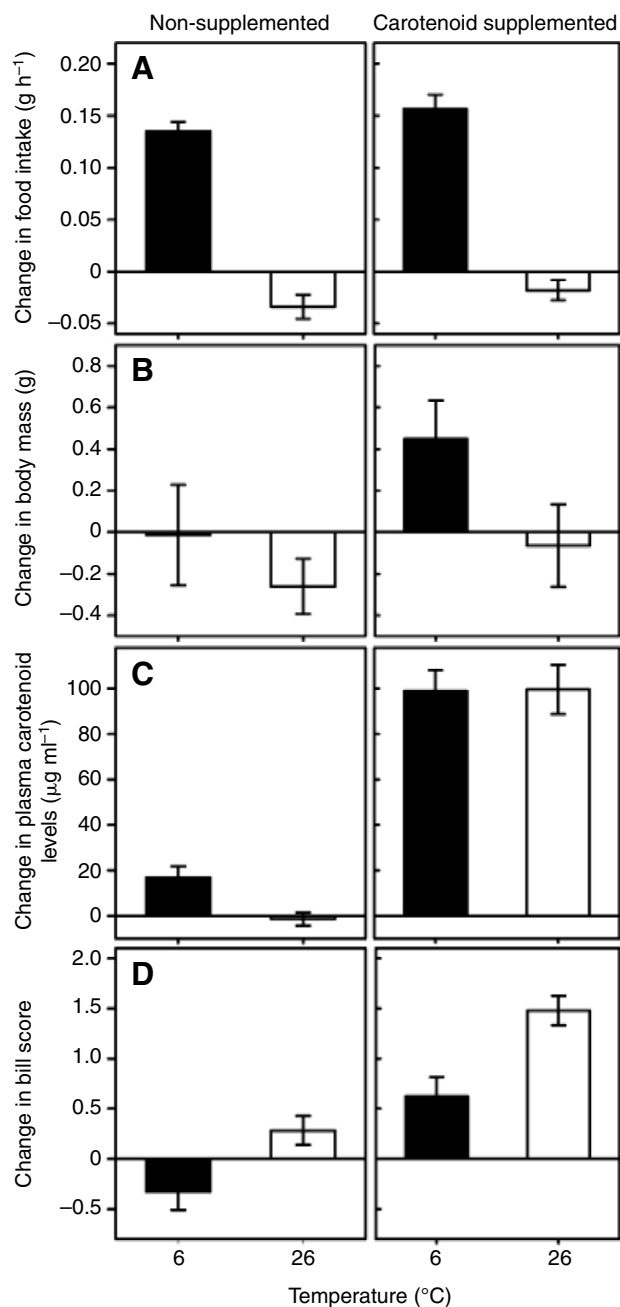 Non-supplemented
Carotenoid supplemented
A
Change in food intake (g h⁻¹)
0.20
0.15
0.10
0.05
0
–0.05
B
Change in body mass (g)
0.8
0.6
0.4
0.2
0
–0.2
–0.4
C
Change in plasma carotenoid
levels (μg ml⁻¹)
100
80
60
40
20
0
D
Change in bill score
2.0
1.5
1.0
0.5
0
–0.5
6 26 6 26
Temperature (°C)